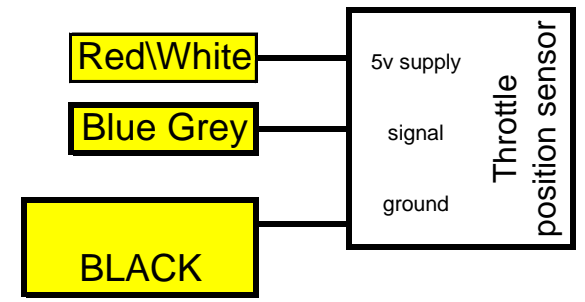 Red\White
5v supply
Blue Grey
signal
ground
BLACK
Throttle
position sensor